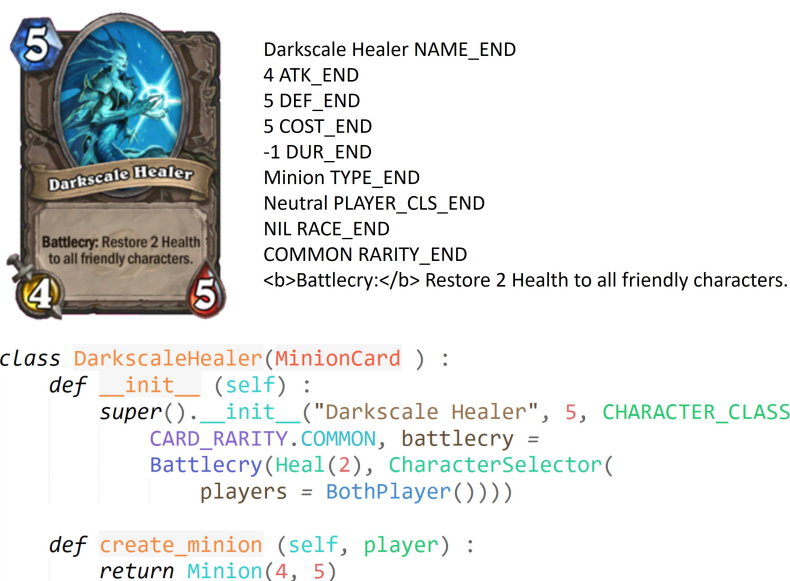 5
Darkscale Healer
Battlecry: Restore 2 Health
to all friendly characters.
4
5
Darkscale Healer NAME_END
4 ATK_END
5 DEF_END
5 COST_END
-1 DUR_END
Minion TYPE_END
Neutral PLAYER_CLS_END
NIL RACE_END
COMMON RARITY_END
<b>Battlecry:</b> Restore 2 Health to all friendly characters.
class DarkscaleHealer(MinionCard ) :
    def __init__ (self) :
        super().__init__("Darkscale Healer", 5, CHARACTER_CLASS
            CARD_RARITY.COMMON, battlecry =
            Battlecry(Heal(2), CharacterSelector(
                players = BothPlayer())))
    def create_minion (self, player) :
        return Minion(4, 5)